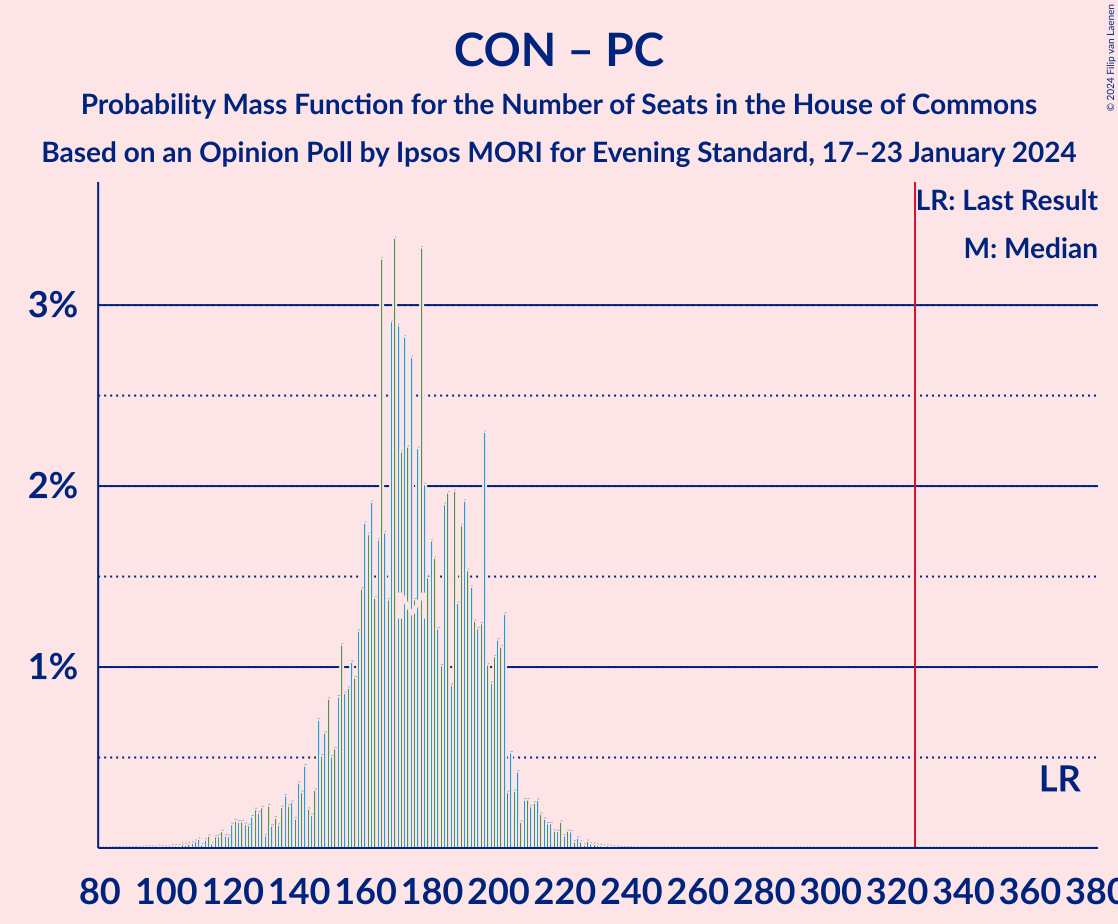 CON – PC
Probability Mass Function for the Number of Seats in the House of Commons
Based on an Opinion Poll by Ipsos MORI for Evening Standard, 17–23 January 2024
© 2024 Filip van Laenen
LR: Last Result
M: Median
3%
2%
1%
M
LR
80 100 120 140 160 180 200 220 240 260 280 300 320 340 360 380